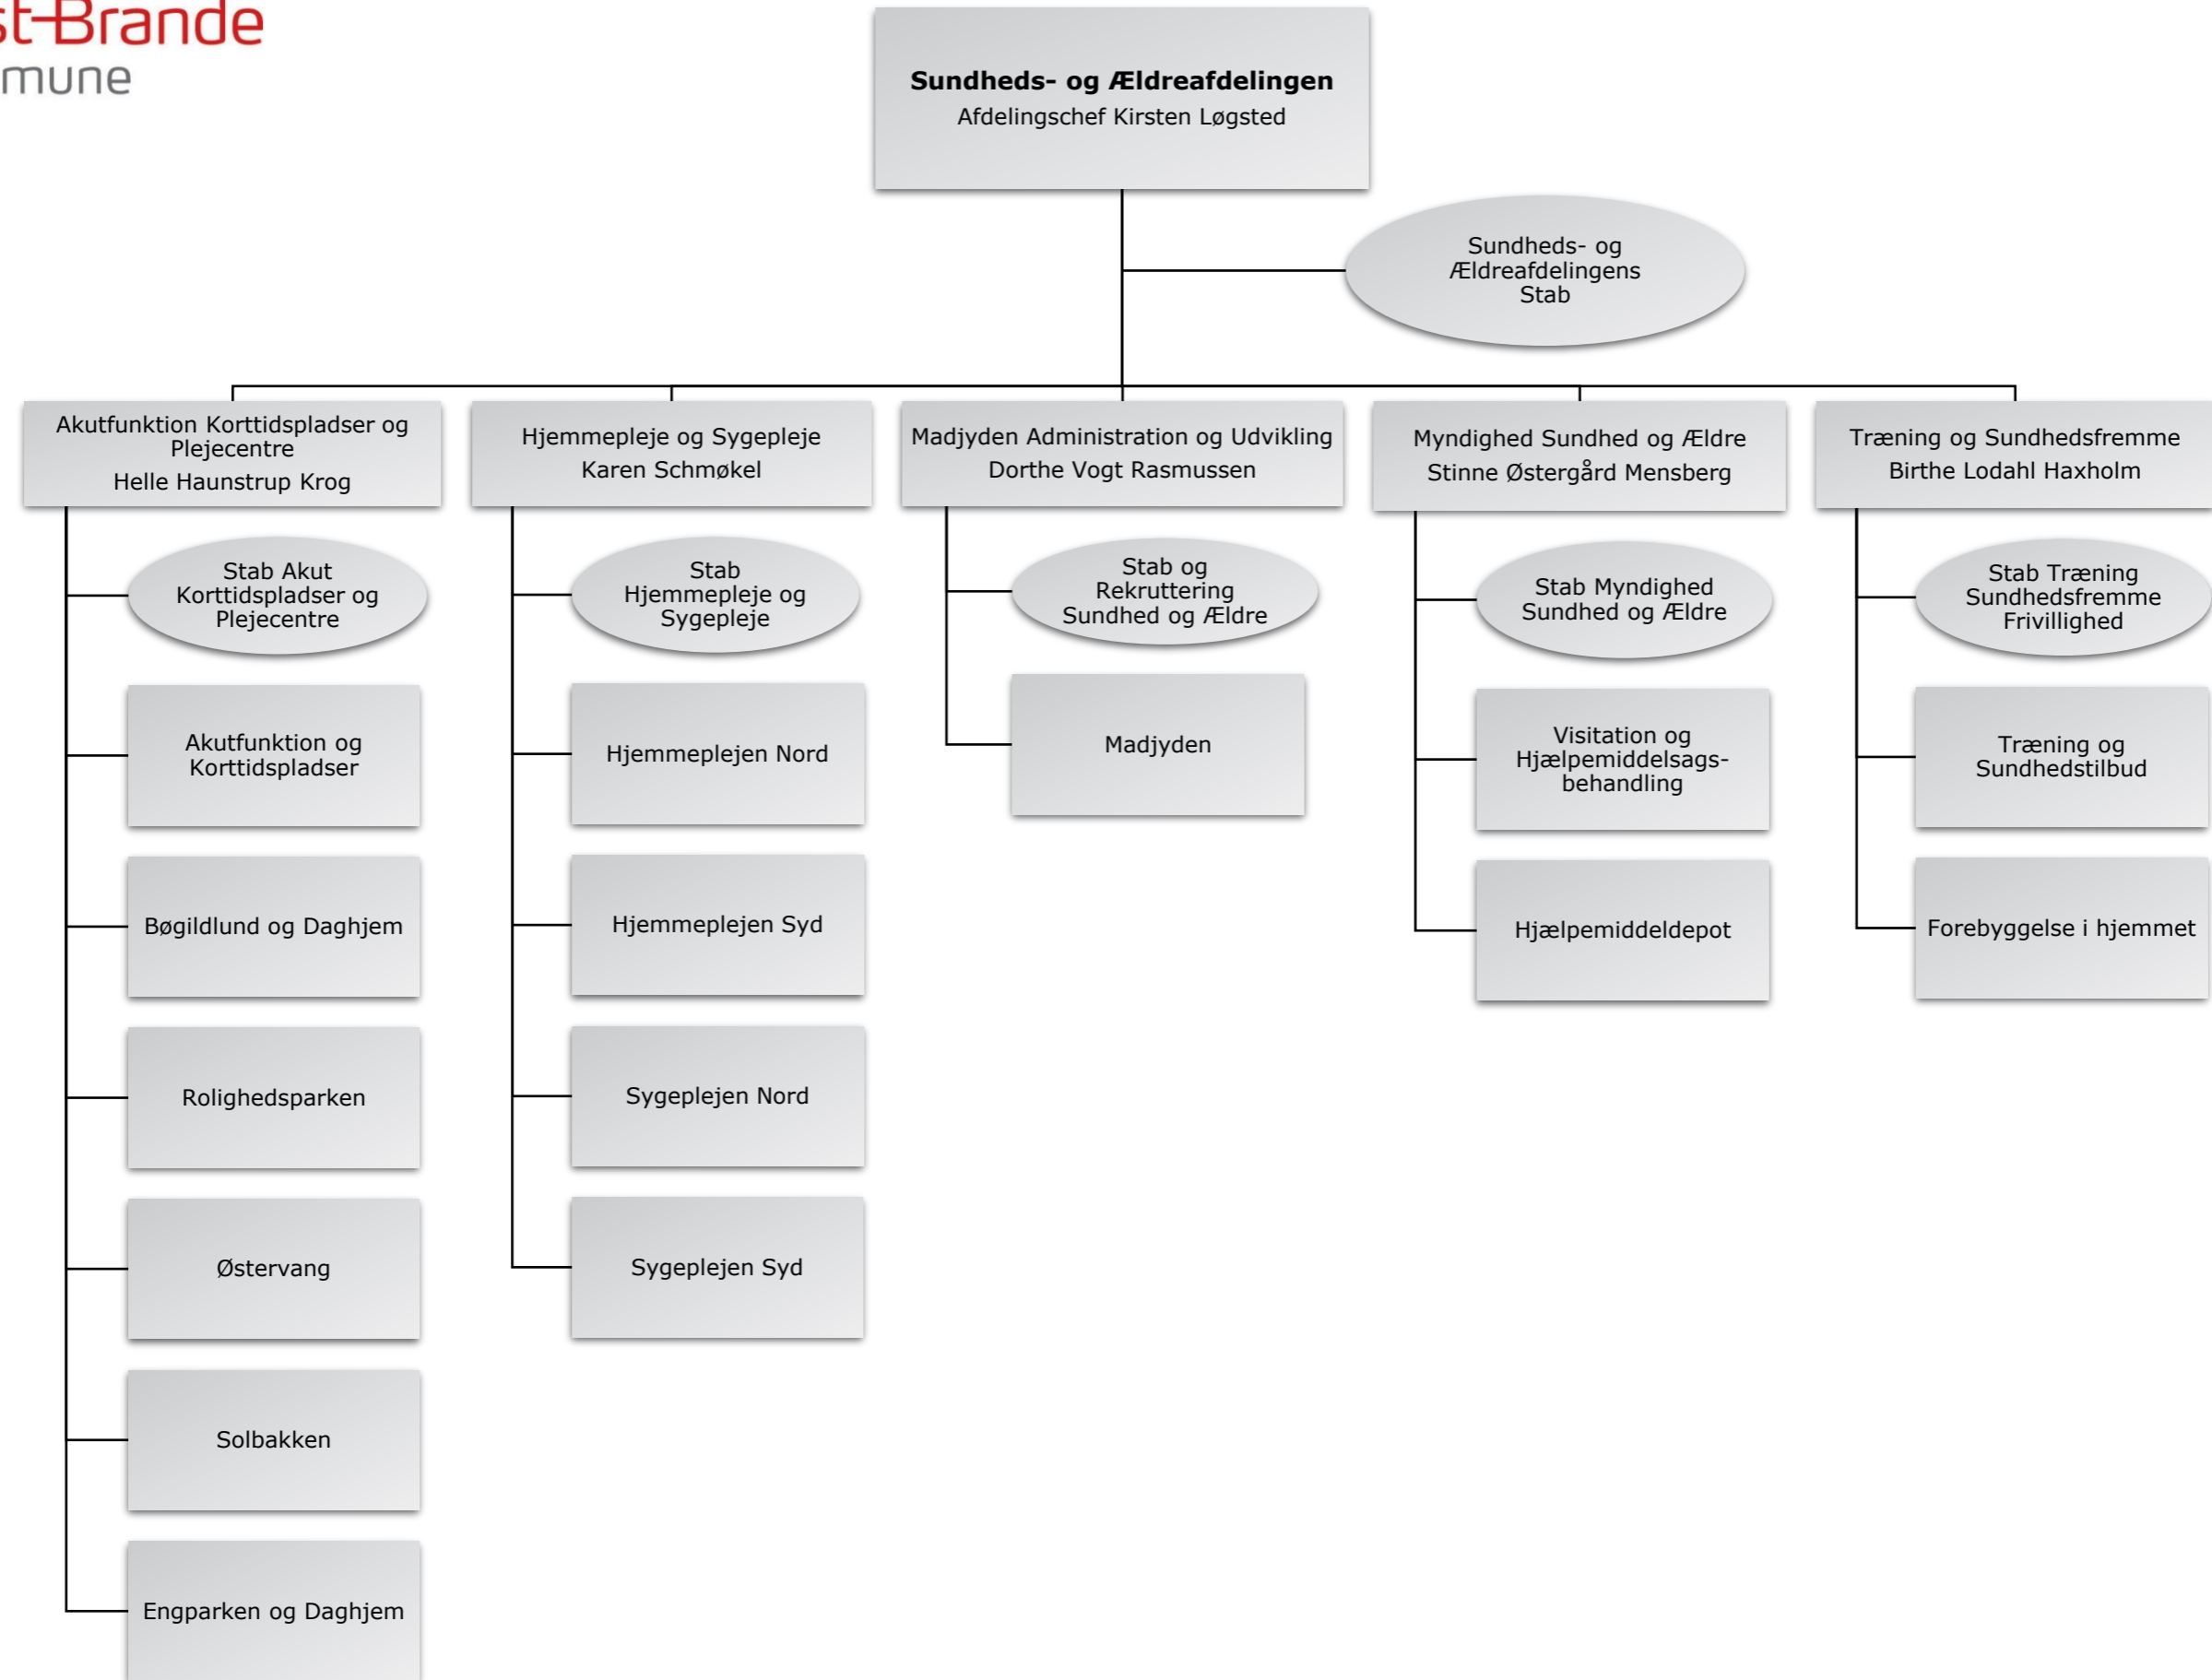 st-Brande
mune
Sundheds- og Ældreafdelingen
Afdelingschef Kirsten Løgsted
Sundheds- og
Ældreafdelingens
Stab
Akutfunktion Korttidspladser og
Plejecentre
Helle Haunstrup Krog
Hjemmepleje og Sygepleje
Karen Schmøkel
Madjyden Administration og Udvikling
Dorthe Vogt Rasmussen
Myndighed Sundhed og Ældre
Stinne Østergård Mensberg
Træning og Sundhedsfremme
Birthe Lodahl Haxholm
Stab Akut
Korttidspladser og
Plejecentre
Akutfunktion og
Korttidspladser
Bøgildlund og Daghjem
Rolighedsparken
Østervang
Solbakken
Engparken og Daghjem
Stab
Hjemmepleje og
Sygepleje
Hjemmeplejen Nord
Hjemmeplejen Syd
Sygeplejen Nord
Sygeplejen Syd
Stab og
Rekruttering
Sundhed og Ældre
Madjyden
Stab Myndighed
Sundhed og Ældre
Visitation og
Hjælpemiddelsags-
behandling
Hjælpemiddeldepot
Stab Træning
Sundhedsfremme
Frivillighed
Træning og
Sundhedstilbud
Forebyggelse i hjemmet